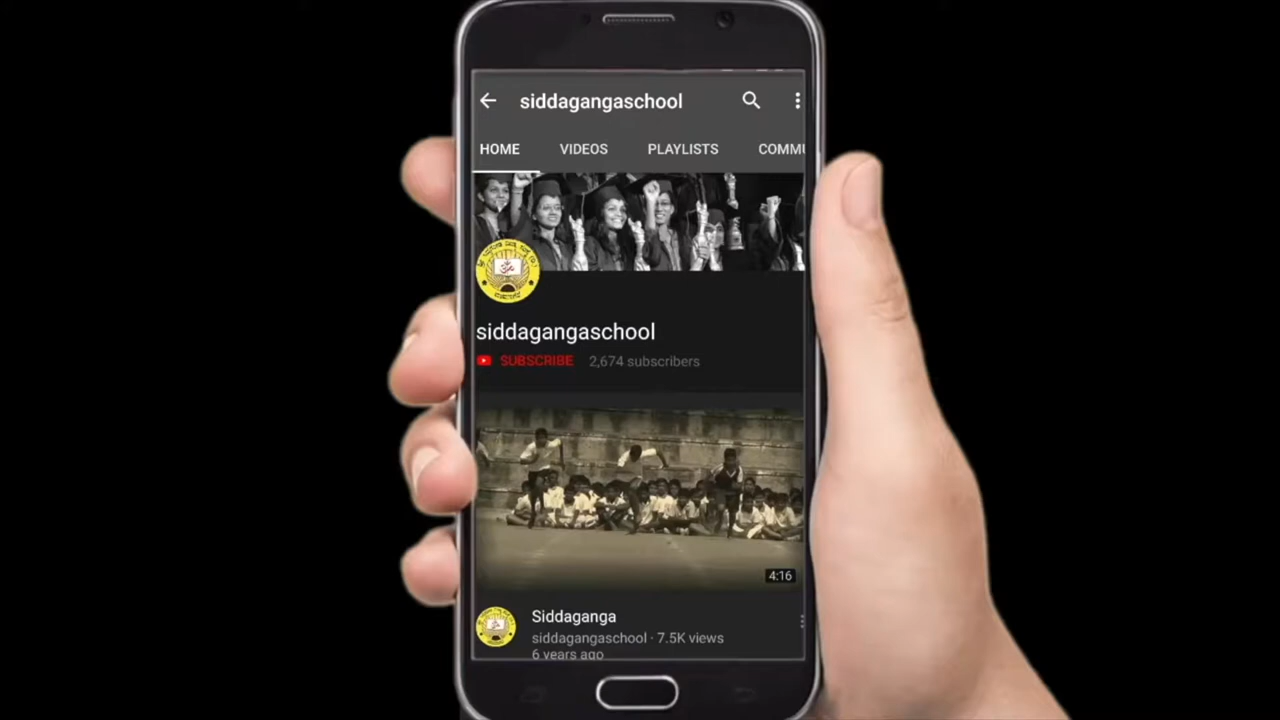 siddagangaschool
HOME VIDEOS PLAYLISTS COMMU
siddagangaschool
SUBSCRIBE 2,674 subscribers
4:16
Siddaganga
siddagangaschool · 7.5K views
6 years ago